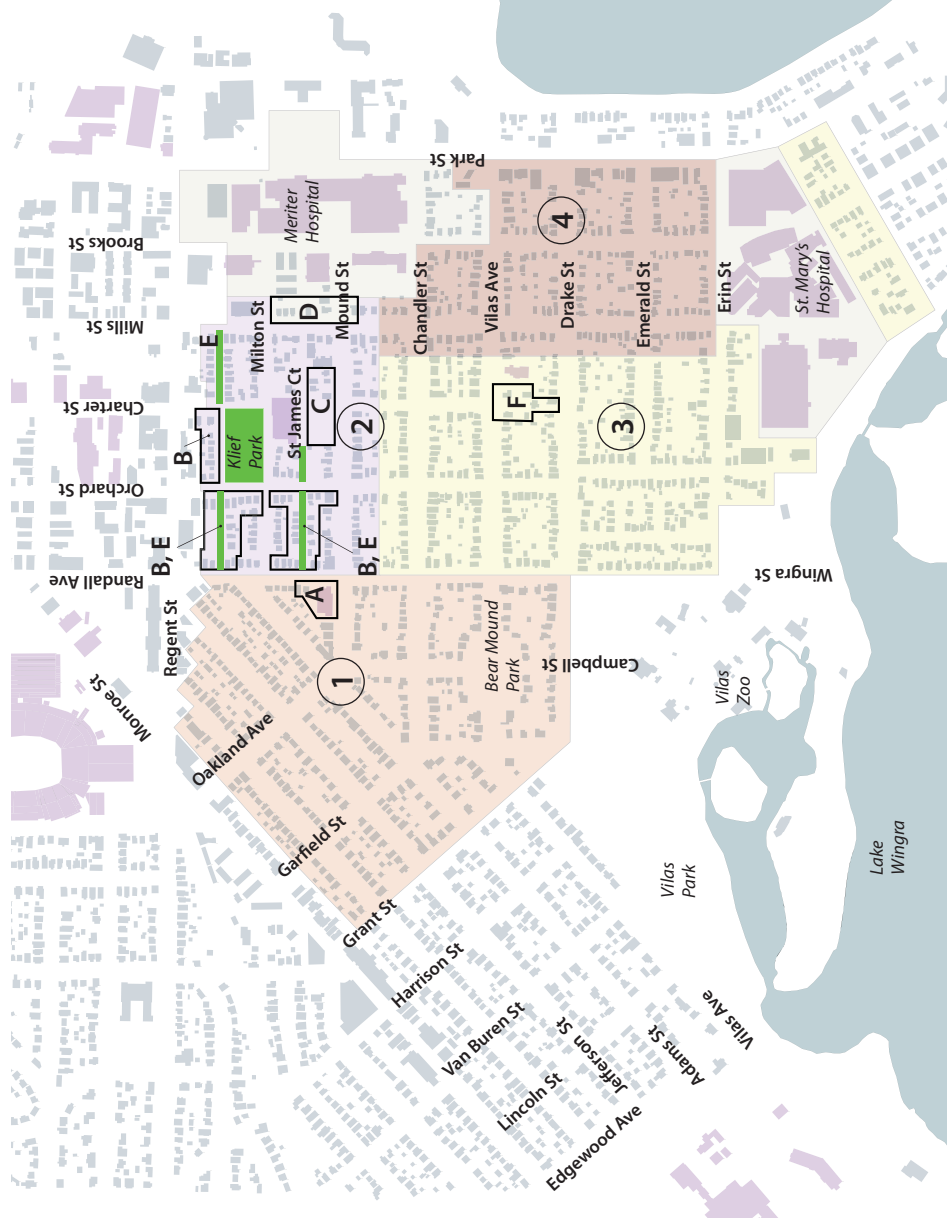 Brooks St
Mills St
Charter St
Orchard St
Randall Ave
Regent St
Monroe St
Park St
Meriter
Hospital
Milton St
D
Mound St
E
B
Klief
Park
St James Ct
C
2
B, E
B, E
A
Chandler St
Vilas Ave
Drake St
4
Emerald St
Erin St
St. Mary's
Hospital
F
3
1
Bear Mound
Park
Campbell St
Wingra St
Vilas
Zoo
Vilas
Park
Lake
Wingra
Oakland Ave
Garfield St
Grant St
Harrison St
Van Buren St
Lincoln St
Edgewood Ave
Jefferson St
Adams St
Vilas Ave